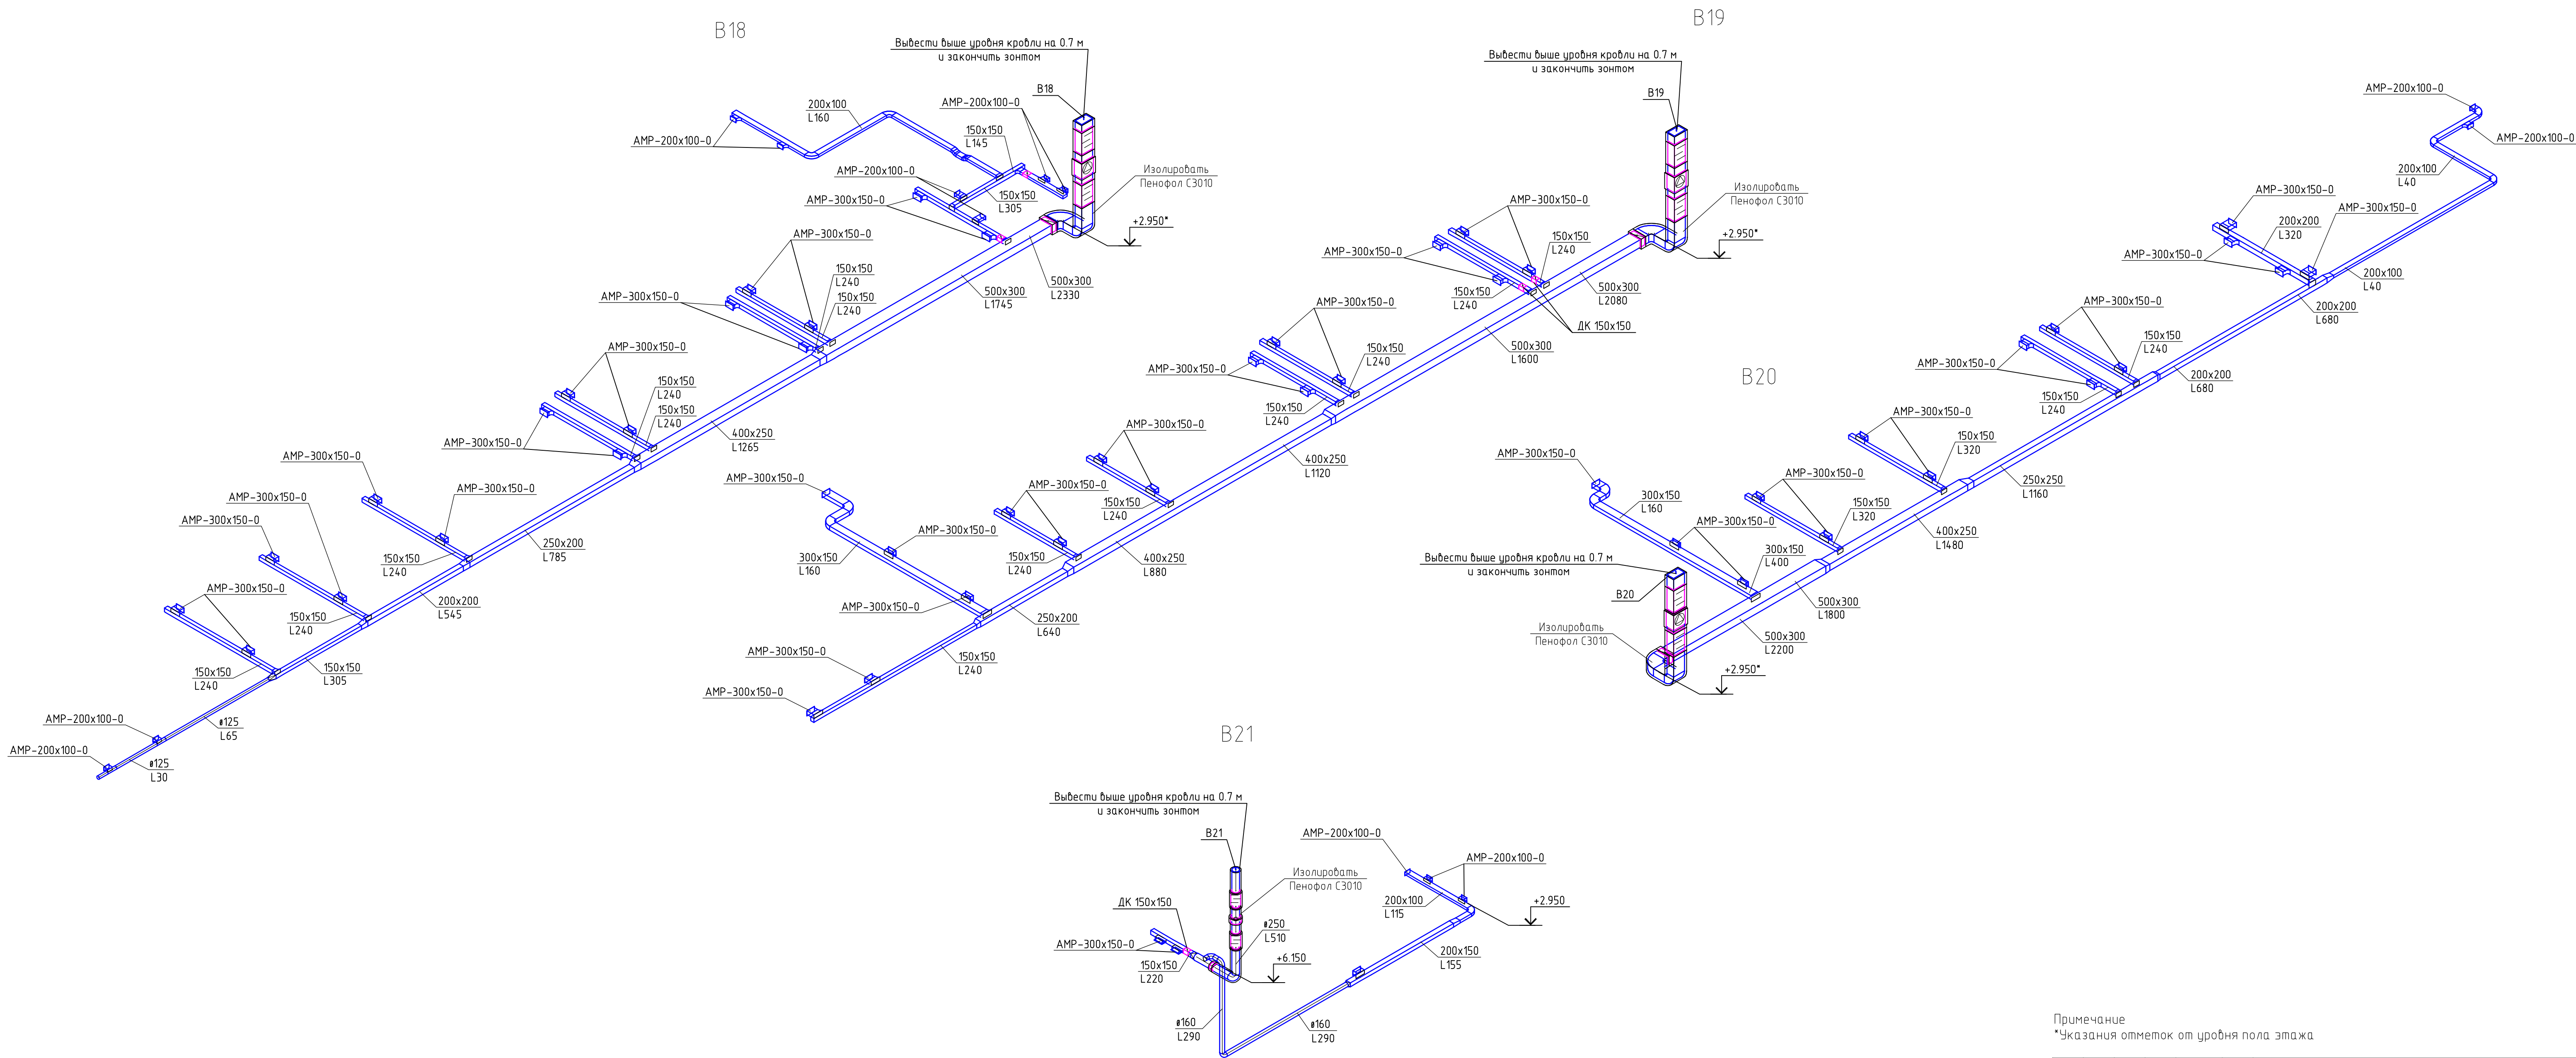 В18
Вывести выше уровня кровли на 0.7 м
и закончить зонтом
В18
200х100
L160
АМР-200х100-0
150х150
L145
АМР-200х100-0
АМР-200х100-0
Изолировать
Пенофол С3010
АМР-300х150-0
150х150
L305
+2.950*
АМР-300х150-0
150х150
L240
150х150
L240
АМР-300х150-0
500х300
L1745
500х300
L2330
АМР-300х150-0
150х150
L240
150х150
L240
АМР-300х150-0
400х250
L1265
АМР-300х150-0
АМР-300х150-0
АМР-300х150-0
АМР-300х150-0
150х150
L240
250х200
L785
АМР-300х150-0
150х150
L240
200х200
L545
150х150
L240
150х150
L305
АМР-200х100-0
ø125
L65
АМР-200х100-0
ø125
L30
В19
Вывести выше уровня кровли на 0.7 м
и закончить зонтом
В19
Изолировать
Пенофол С3010
+2.950*
АМР-300х150-0
АМР-300х150-0
150х150
L240
150х150
L240
500х300
L2080
ДК 150х150
АМР-300х150-0
500х300
L1600
АМР-300х150-0
150х150
L240
150х150
L240
АМР-300х150-0
400х250
L1120
150х150
L240
АМР-300х150-0
АМР-300х150-0
АМР-300х150-0
300х150
L160
150х150
L240
400х250
L880
АМР-300х150-0
250х200
L640
АМР-300х150-0
150х150
L240
АМР-300х150-0
В20
АМР-200х100-0
АМР-200х100-0
200х100
L40
АМР-300х150-0
АМР-300х150-0
200х200
L320
АМР-300х150-0
200х100
L40
200х200
L680
АМР-300х150-0
150х150
L240
АМР-300х150-0
200х200
L680
150х150
L240
АМР-300х150-0
150х150
L320
АМР-300х150-0
250х250
L1160
АМР-300х150-0
150х150
L320
300х150
L160
АМР-300х150-0
400х250
L1480
300х150
L400
Вывести выше уровня кровли на 0.7 м
и закончить зонтом
В20
500х300
L1800
Изолировать
Пенофол С3010
500х300
L2200
+2.950*
В21
Вывести выше уровня кровли на 0.7 м
и закончить зонтом
В21
АМР-200х100-0
АМР-200х100-0
Изолировать
Пенофол С3010
ДК 150х150
200х100
L115
+2.950
ø250
L510
АМР-300х150-0
150х150
L220
+6.150
200х150
L155
ø160
L290
ø160
L290
Примечание
*Указания отметок от уровня пола этажа